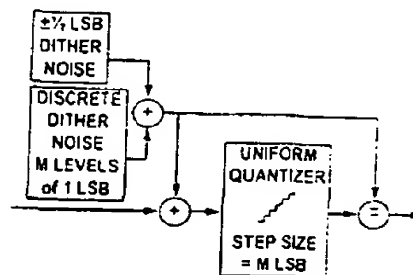 ±½ LSB
DITHER
NOISE
DISCRETE
DITHER
NOISE
M LEVELS
of 1 LSB
+
+
UNIFORM
QUANTIZER
STEP SIZE
= M LSB
=